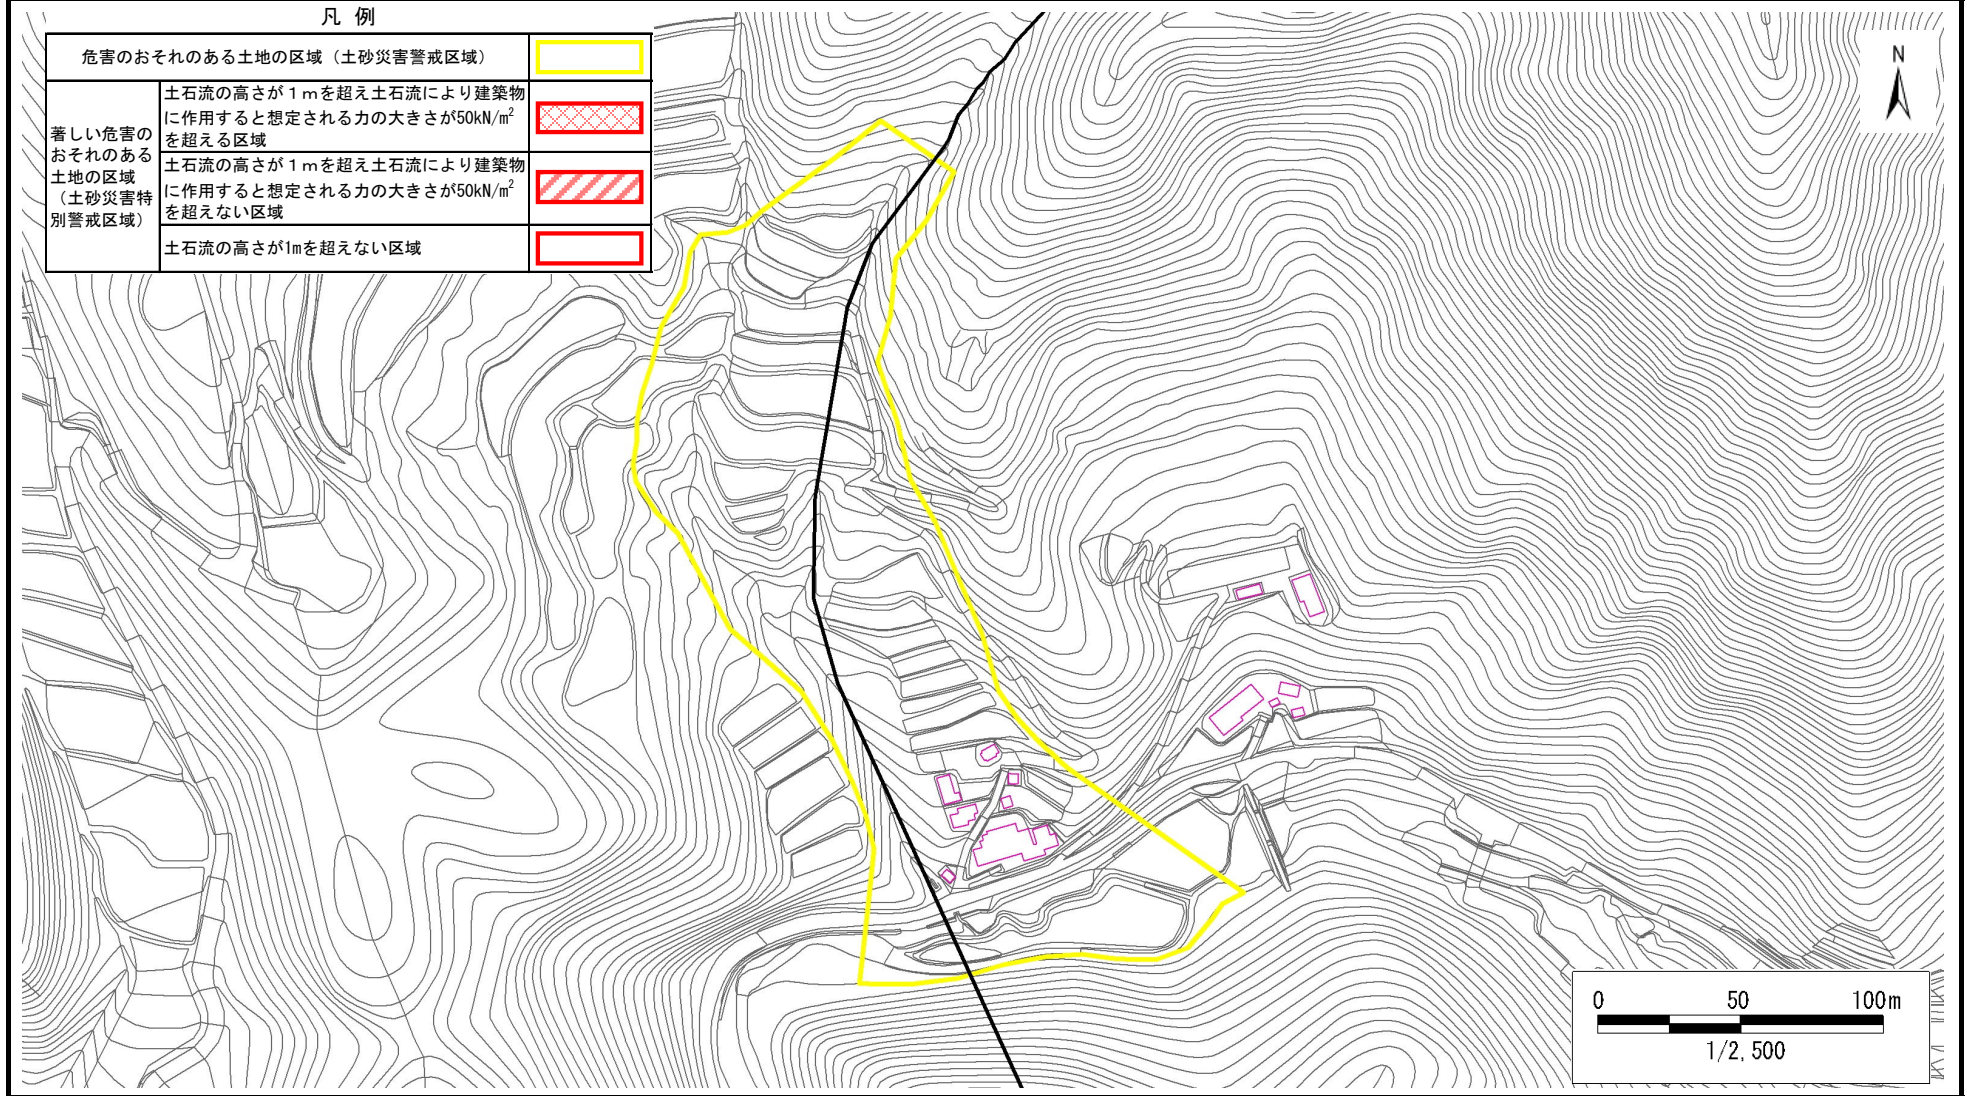 凡 例
危害のおそれのある土地の区域（土砂災害警戒区域）
著しい危害の
おそれのある
土地の区域
（土砂災害特
別警戒区域）
土石流の高さが１ｍを超え土石流により建築物
に作用すると想定される力の大きさが50kN/m²
を超える区域
土石流の高さが１ｍを超え土石流により建築物
に作用すると想定される力の大きさが50kN/m²
を超えない区域
土石流の高さが1mを超えない区域
N
0 50 100m
1/2,500